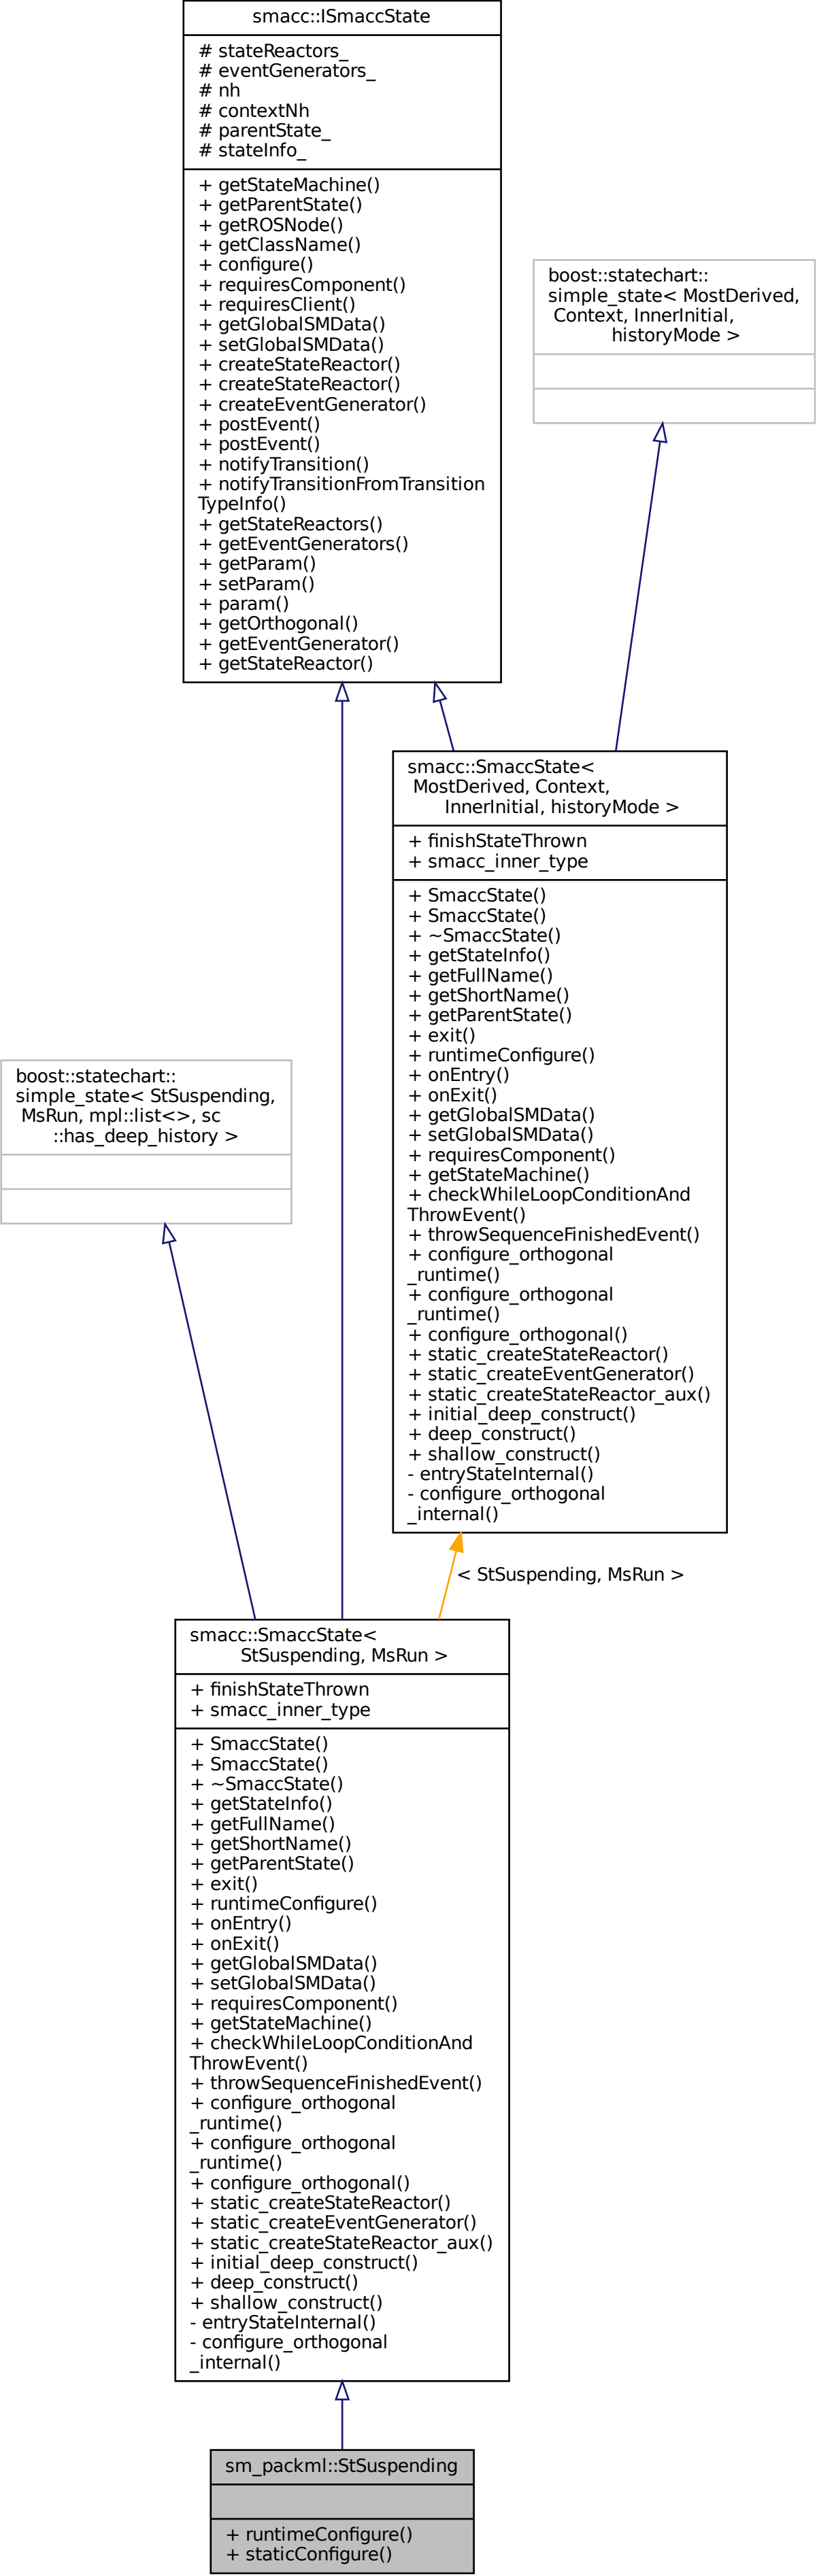 smacc::ISmaccState
# stateReactors_
# eventGenerators_
# nh
# contextNh
# parentState_
# stateInfo_
+ getStateMachine()
+ getParentState()
+ getROSNode()
+ getClassName()
+ configure()
+ requiresComponent()
+ requiresClient()
+ getGlobalSMData()
+ setGlobalSMData()
+ createStateReactor()
+ createStateReactor()
+ createEventGenerator()
+ postEvent()
+ postEvent()
+ notifyTransition()
+ notifyTransitionFromTransition
TypeInfo()
+ getStateReactors()
+ getEventGenerators()
+ getParam()
+ setParam()
+ param()
+ getOrthogonal()
+ getEventGenerator()
+ getStateReactor()
boost::statechart::
simple_state< MostDerived,
Context, InnerInitial,
historyMode >
smacc::SmaccState<
MostDerived, Context,
InnerInitial, historyMode >
+ finishStateThrown
+ smacc_inner_type
+ SmaccState()
+ SmaccState()
+ ~SmaccState()
+ getStateInfo()
+ getFullName()
+ getShortName()
+ getParentState()
+ exit()
+ runtimeConfigure()
+ onEntry()
+ onExit()
+ getGlobalSMData()
+ setGlobalSMData()
+ requiresComponent()
+ getStateMachine()
+ checkWhileLoopConditionAnd
ThrowEvent()
+ throwSequenceFinishedEvent()
+ configure_orthogonal
_runtime()
+ configure_orthogonal
_runtime()
+ configure_orthogonal()
+ static_createStateReactor()
+ static_createEventGenerator()
+ static_createStateReactor_aux()
+ initial_deep_construct()
+ deep_construct()
+ shallow_construct()
- entryStateInternal()
- configure_orthogonal
_internal()
boost::statechart::
simple_state< StSuspending,
MsRun, mpl::list<>, sc
::has_deep_history >
< StSuspending, MsRun >
smacc::SmaccState<
StSuspending, MsRun >
+ finishStateThrown
+ smacc_inner_type
+ SmaccState()
+ SmaccState()
+ ~SmaccState()
+ getStateInfo()
+ getFullName()
+ getShortName()
+ getParentState()
+ exit()
+ runtimeConfigure()
+ onEntry()
+ onExit()
+ getGlobalSMData()
+ setGlobalSMData()
+ requiresComponent()
+ getStateMachine()
+ checkWhileLoopConditionAnd
ThrowEvent()
+ throwSequenceFinishedEvent()
+ configure_orthogonal
_runtime()
+ configure_orthogonal
_runtime()
+ configure_orthogonal()
+ static_createStateReactor()
+ static_createEventGenerator()
+ static_createStateReactor_aux()
+ initial_deep_construct()
+ deep_construct()
+ shallow_construct()
- entryStateInternal()
- configure_orthogonal
_internal()
sm_packml::StSuspending
+ runtimeConfigure()
+ staticConfigure()